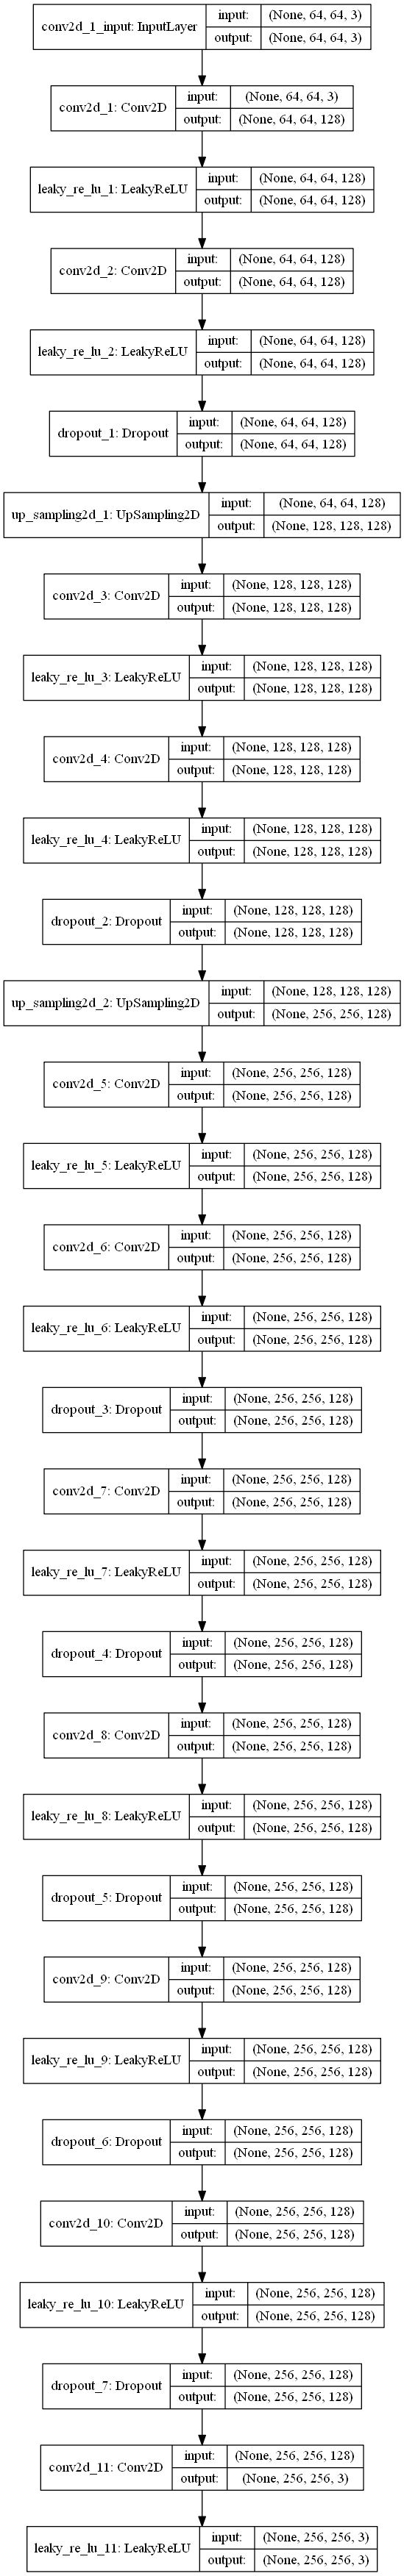 conv2d_1_input: InputLayer input: (None, 64, 64, 3)
output: (None, 64, 64, 3)
conv2d_1: Conv2D input: (None, 64, 64, 3)
output: (None, 64, 64, 128)
leaky_re_lu_1: LeakyReLU input: (None, 64, 64, 128)
output: (None, 64, 64, 128)
conv2d_2: Conv2D input: (None, 64, 64, 128)
output: (None, 64, 64, 128)
leaky_re_lu_2: LeakyReLU input: (None, 64, 64, 128)
output: (None, 64, 64, 128)
dropout_1: Dropout input: (None, 64, 64, 128)
output: (None, 64, 64, 128)
up_sampling2d_1: UpSampling2D input: (None, 64, 64, 128)
output: (None, 128, 128, 128)
conv2d_3: Conv2D input: (None, 128, 128, 128)
output: (None, 128, 128, 128)
leaky_re_lu_3: LeakyReLU input: (None, 128, 128, 128)
output: (None, 128, 128, 128)
conv2d_4: Conv2D input: (None, 128, 128, 128)
output: (None, 128, 128, 128)
leaky_re_lu_4: LeakyReLU input: (None, 128, 128, 128)
output: (None, 128, 128, 128)
dropout_2: Dropout input: (None, 128, 128, 128)
output: (None, 128, 128, 128)
up_sampling2d_2: UpSampling2D input: (None, 128, 128, 128)
output: (None, 256, 256, 128)
conv2d_5: Conv2D input: (None, 256, 256, 128)
output: (None, 256, 256, 128)
leaky_re_lu_5: LeakyReLU input: (None, 256, 256, 128)
output: (None, 256, 256, 128)
conv2d_6: Conv2D input: (None, 256, 256, 128)
output: (None, 256, 256, 128)
leaky_re_lu_6: LeakyReLU input: (None, 256, 256, 128)
output: (None, 256, 256, 128)
dropout_3: Dropout input: (None, 256, 256, 128)
output: (None, 256, 256, 128)
conv2d_7: Conv2D input: (None, 256, 256, 128)
output: (None, 256, 256, 128)
leaky_re_lu_7: LeakyReLU input: (None, 256, 256, 128)
output: (None, 256, 256, 128)
dropout_4: Dropout input: (None, 256, 256, 128)
output: (None, 256, 256, 128)
conv2d_8: Conv2D input: (None, 256, 256, 128)
output: (None, 256, 256, 128)
leaky_re_lu_8: LeakyReLU input: (None, 256, 256, 128)
output: (None, 256, 256, 128)
dropout_5: Dropout input: (None, 256, 256, 128)
output: (None, 256, 256, 128)
conv2d_9: Conv2D input: (None, 256, 256, 128)
output: (None, 256, 256, 128)
leaky_re_lu_9: LeakyReLU input: (None, 256, 256, 128)
output: (None, 256, 256, 128)
dropout_6: Dropout input: (None, 256, 256, 128)
output: (None, 256, 256, 128)
conv2d_10: Conv2D input: (None, 256, 256, 128)
output: (None, 256, 256, 128)
leaky_re_lu_10: LeakyReLU input: (None, 256, 256, 128)
output: (None, 256, 256, 128)
dropout_7: Dropout input: (None, 256, 256, 128)
output: (None, 256, 256, 128)
conv2d_11: Conv2D input: (None, 256, 256, 128)
output: (None, 256, 256, 3)
leaky_re_lu_11: LeakyReLU input: (None, 256, 256, 3)
output: (None, 256, 256, 3)